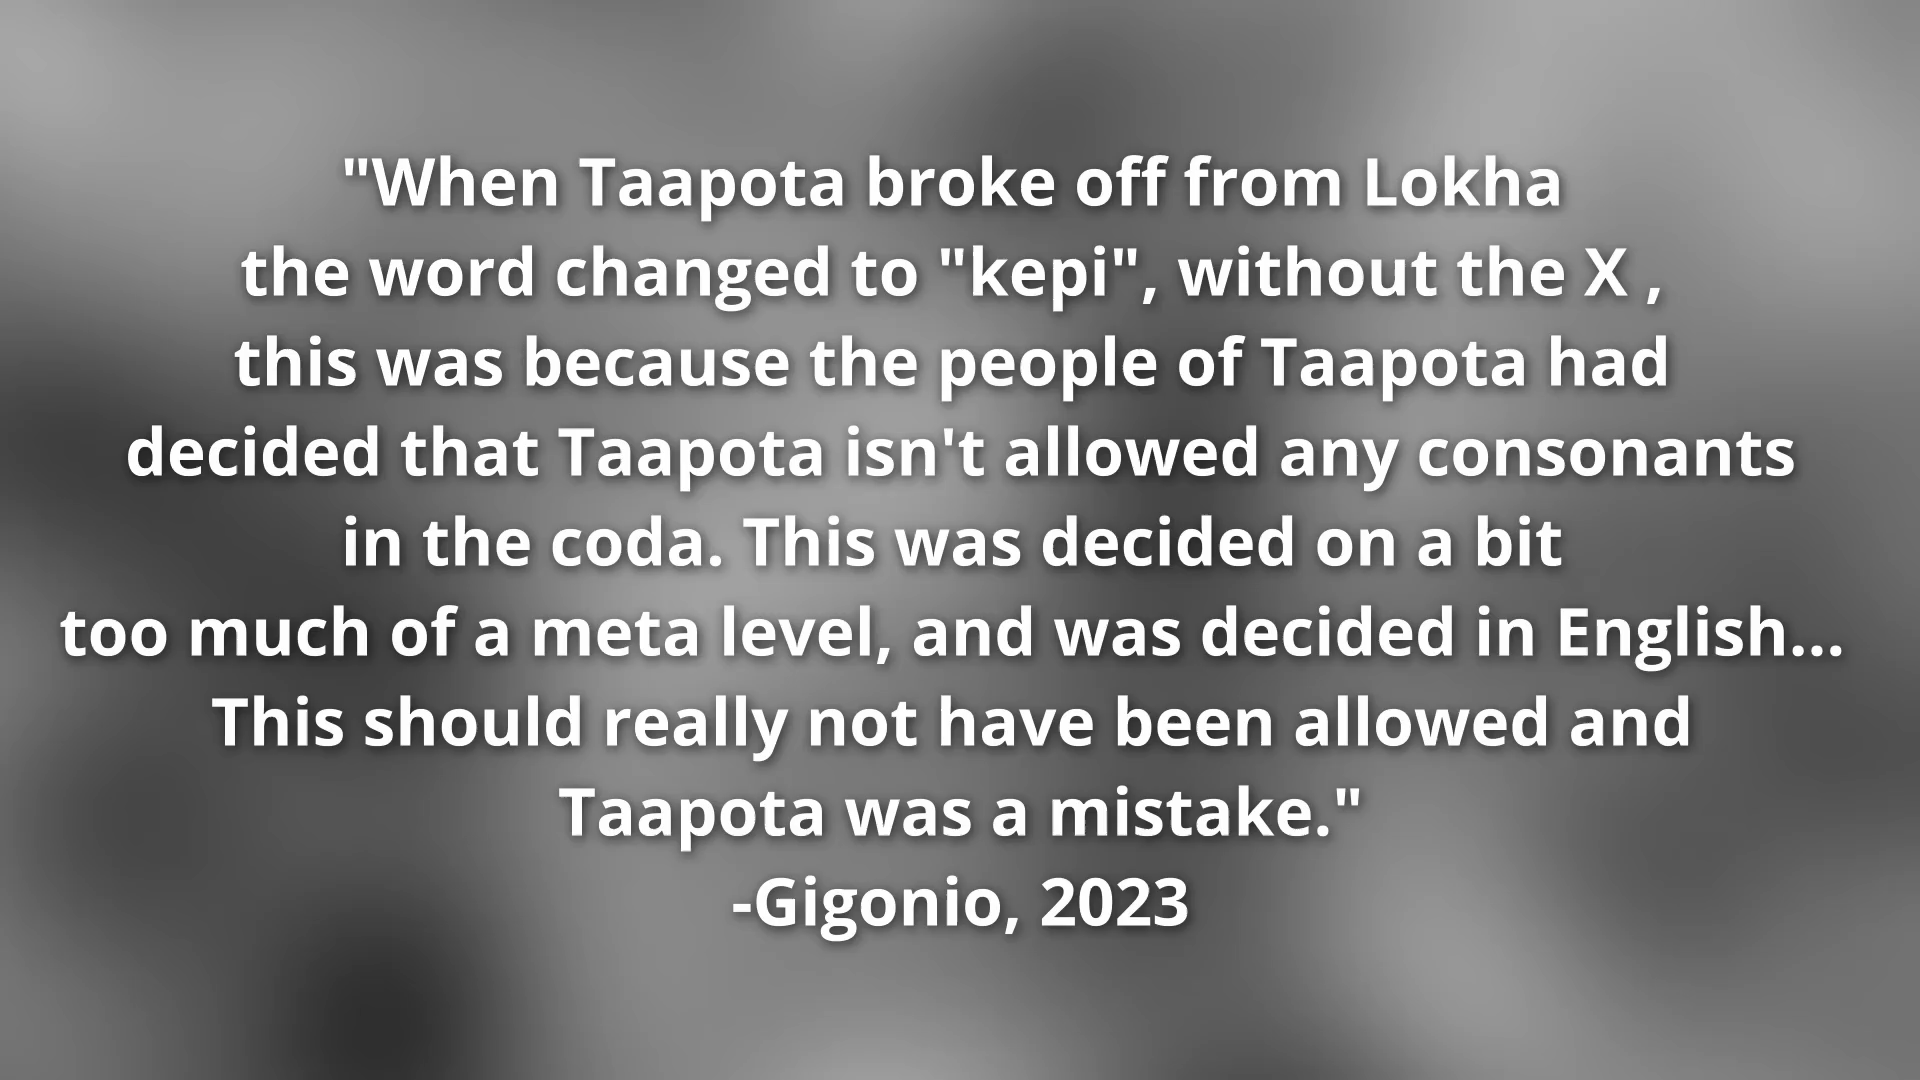 "When Taapota broke off from Lokha
the word changed to "kepi", without the X ,
this was because the people of Taapota had
decided that Taapota isn't allowed any consonants
in the coda. This was decided on a bit
too much of a meta level, and was decided in English...
This should really not have been allowed and
Taapota was a mistake."
-Gigonio, 2023